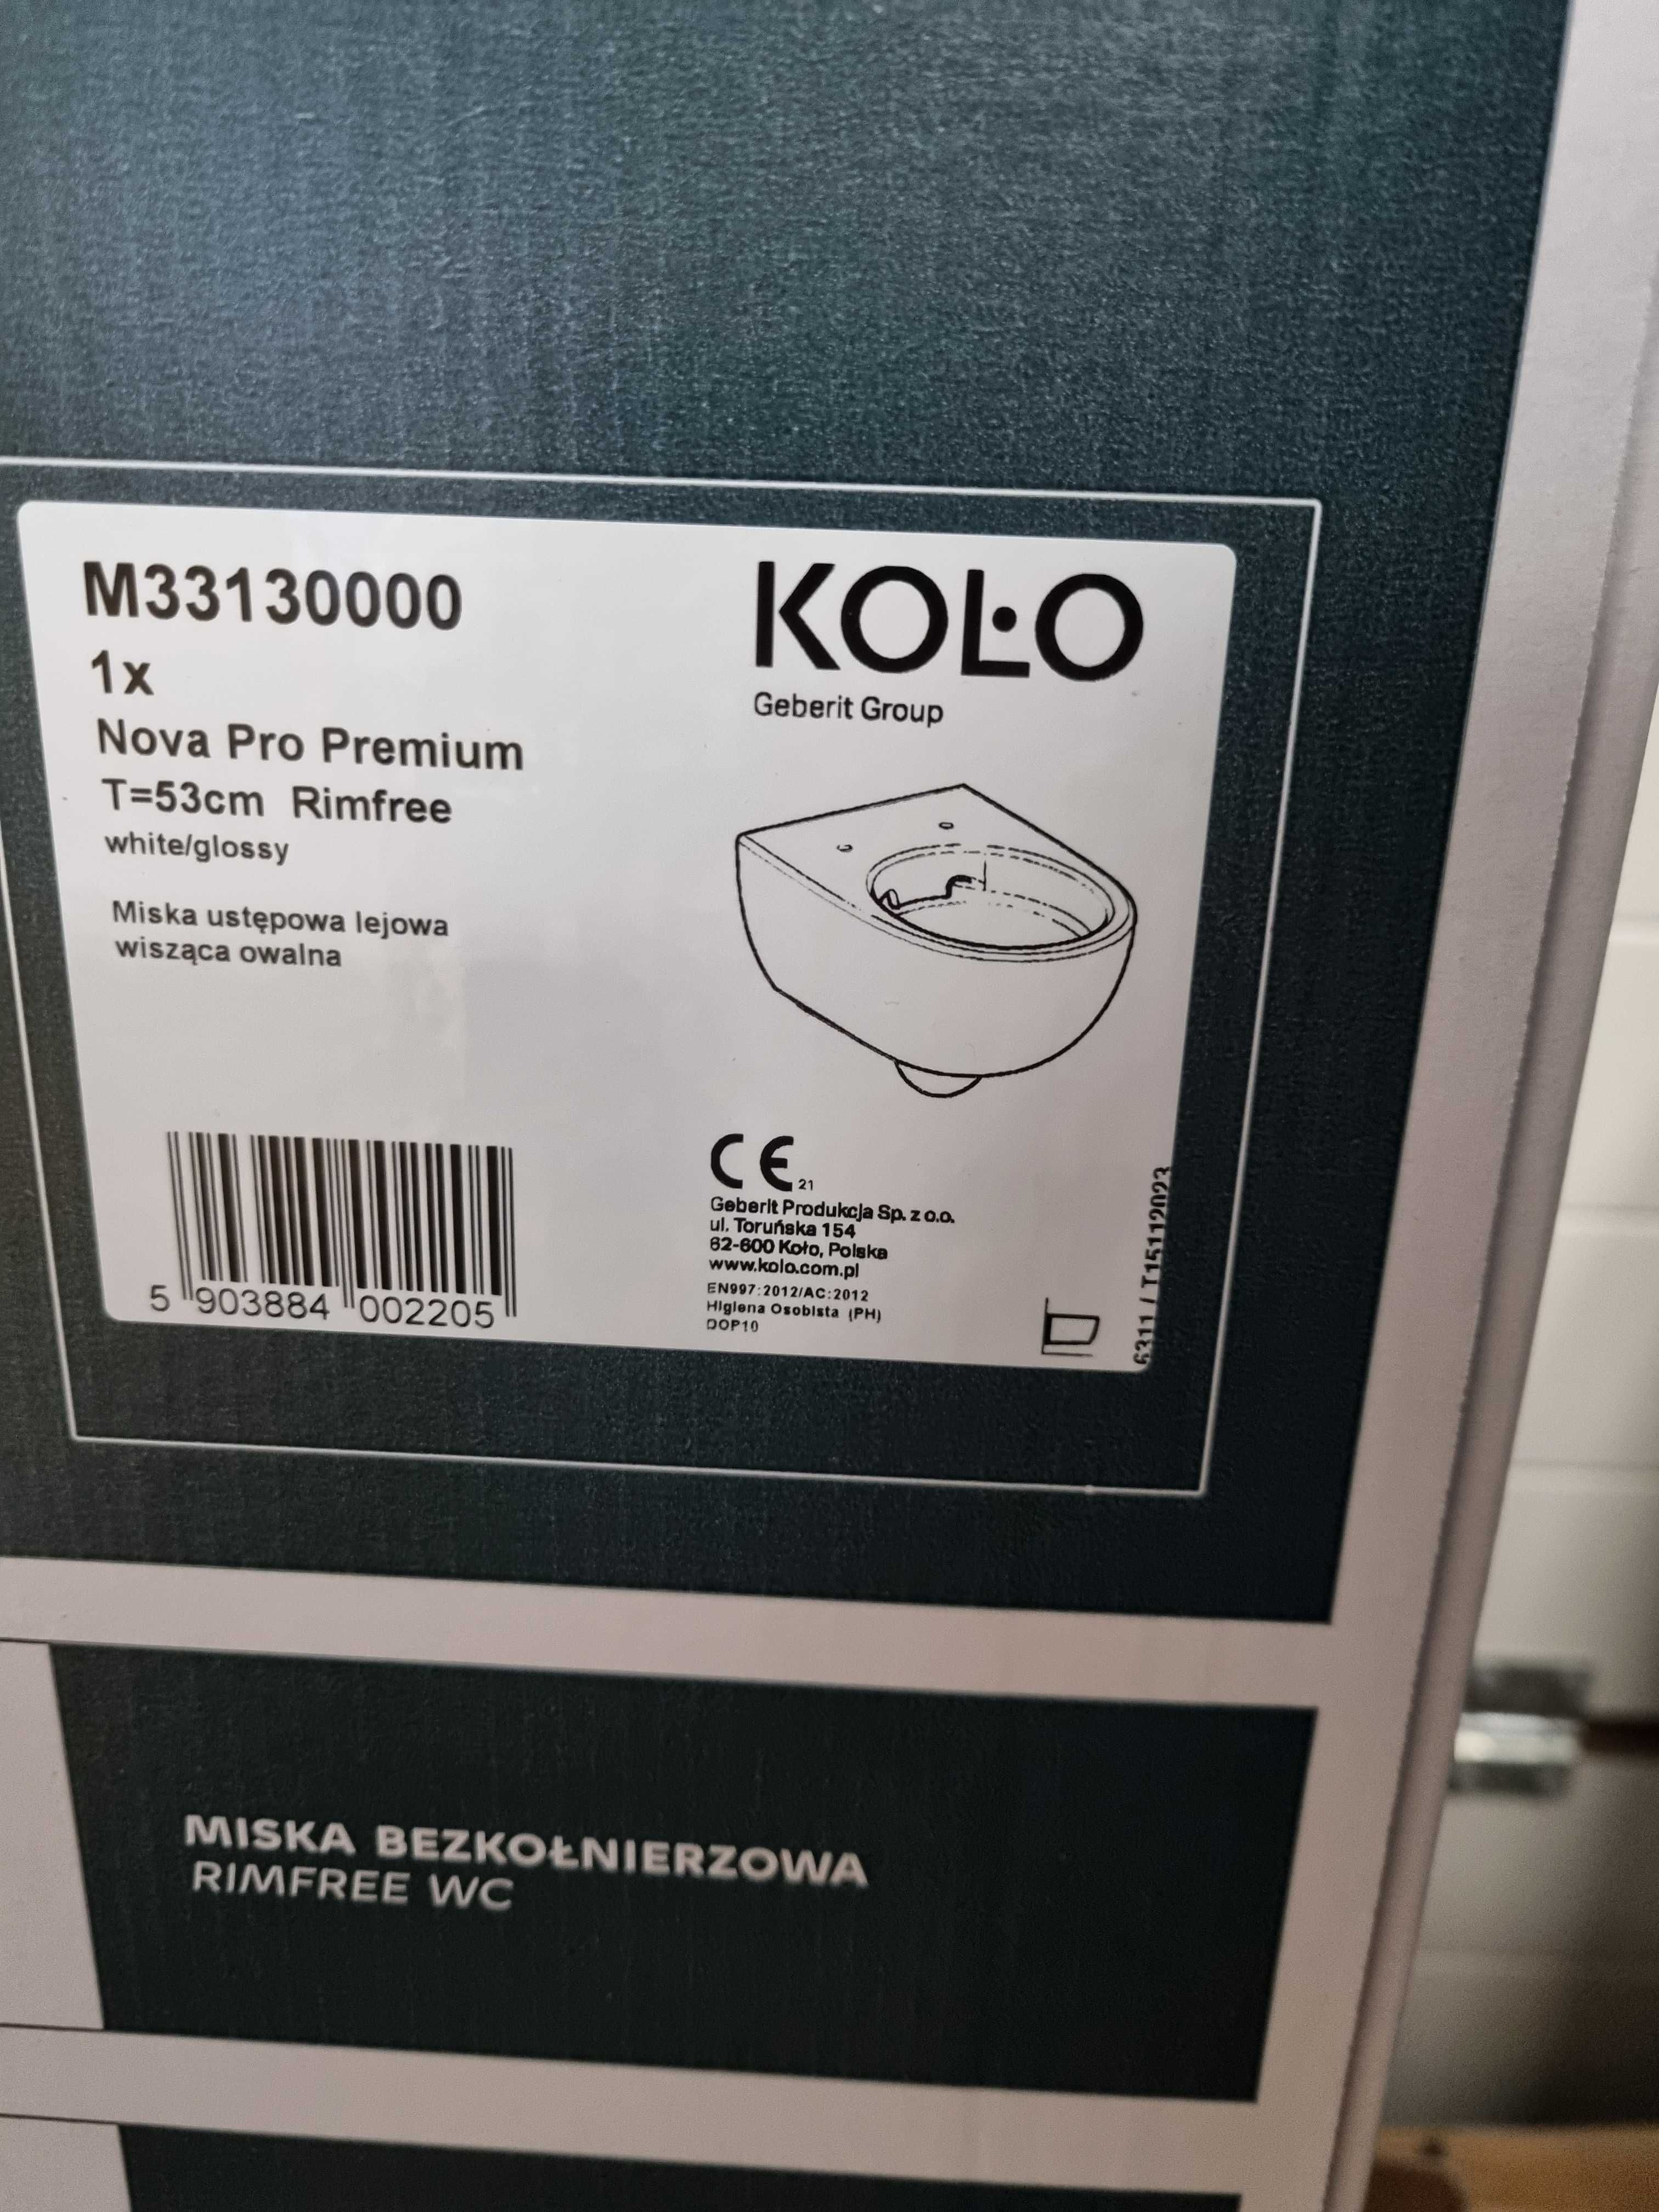 M33130000
1x
Nova Pro Premium
T=53cm Rimfree
white/glossy
Miska ustępowa lejowa
wisząca owalna
5 903884 002205
KOŁO
Geberit Group
CE 21
Geberit Produkcja Sp. z o.o.
ul. Toruńska 154
62-600 Koło, Polska
www.kolo.com.pl
EN997:2012/AC:2012
Higiena Osobista (PH)
DOP10
6311 / T15112023
MISKA BEZKOŁNIERZOWA
RIMFREE WC